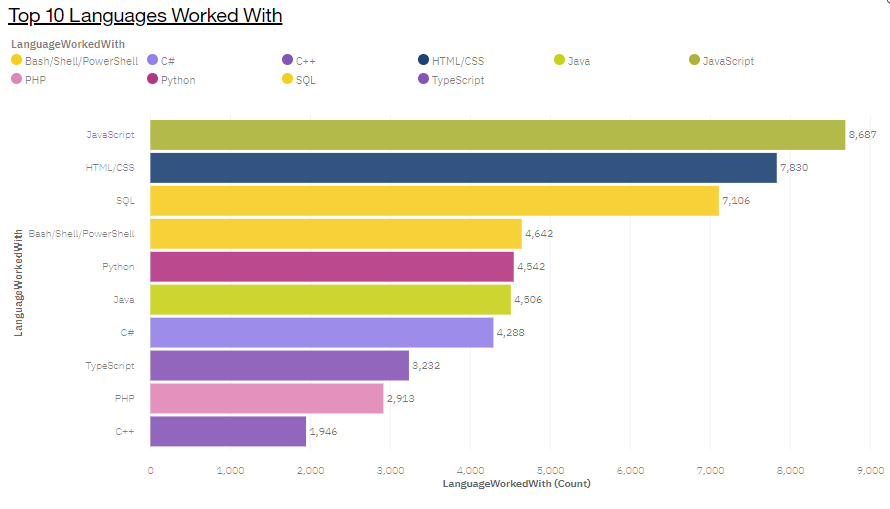 Top 10 Languages Worked With
LanguageWorkedWith
Bash/Shell/PowerShell C# C++ HTML/CSS Java JavaScript
PHP Python SQL TypeScript
JavaScript 8,687
HTML/CSS 7,830
SQL 7,106
Bash/Shell/PowerShell 4,642
Python 4,542
Java 4,506
C# 4,288
TypeScript 3,232
PHP 2,913
C++ 1,946
LanguageWorkedWith
0 1,000 2,000 3,000 4,000 5,000 6,000 7,000 8,000 9,000
LanguageWorkedWith (Count)